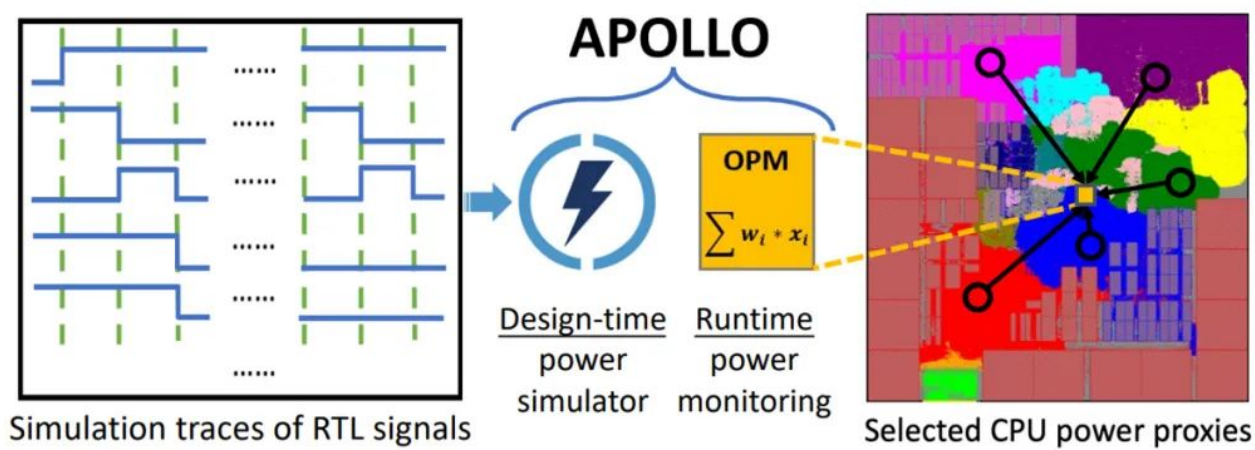 APOLLO
……
……
……
……
……
……
OPM
∑ wᵢ * xᵢ
Design-time
power
simulator
Runtime
power
monitoring
Simulation traces of RTL signals
Selected CPU power proxies